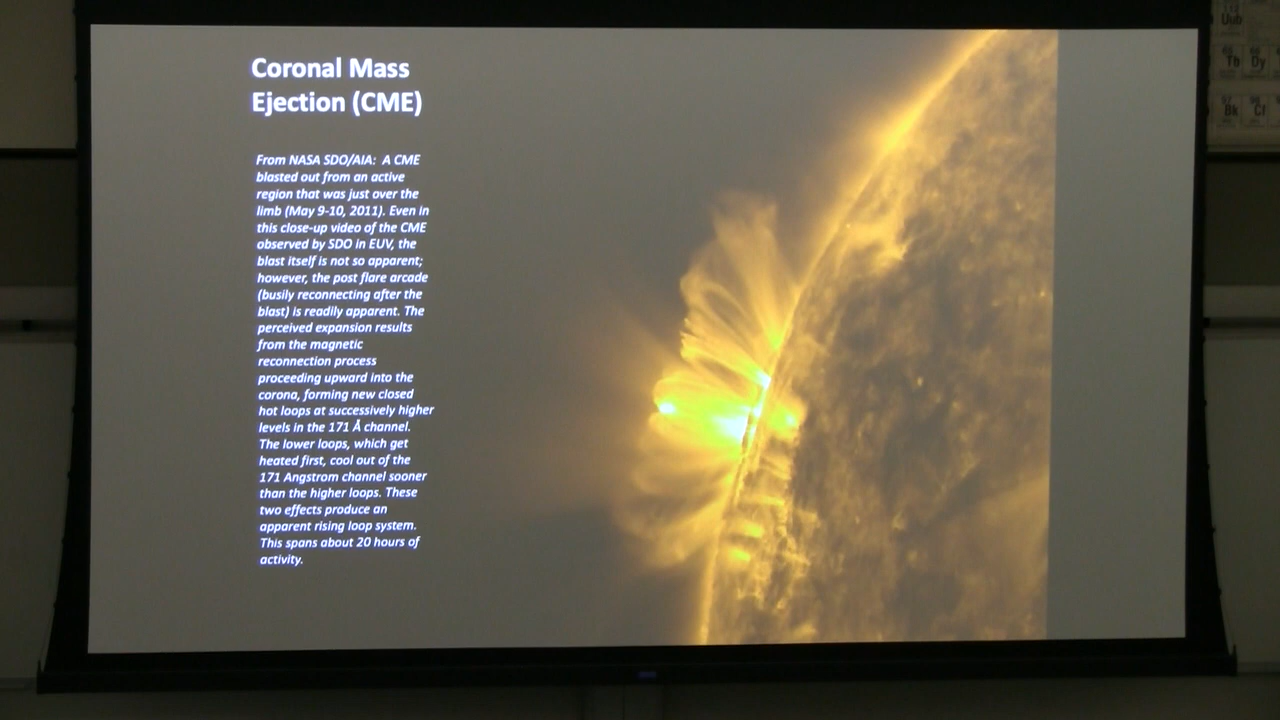 Coronal Mass
Ejection (CME)
From NASA SDO/AIA: A CME
blasted out from an active
region that was just over the
limb (May 9-10, 2011). Even in
this close-up video of the CME
observed by SDO in EUV, the
blast itself is not so apparent;
however, the post flare arcade
(busily reconnecting after the
blast) is readily apparent. The
perceived expansion results
from the magnetic
reconnection process
proceeding upward into the
corona, forming new closed
hot loops at successively higher
levels in the 171 Å channel.
The lower loops, which get
heated first, cool out of the
171 Angstrom channel sooner
than the higher loops. These
two effects produce an
apparent rising loop system.
This spans about 20 hours of
activity.
Uub
Tb Dy
Bk Cf